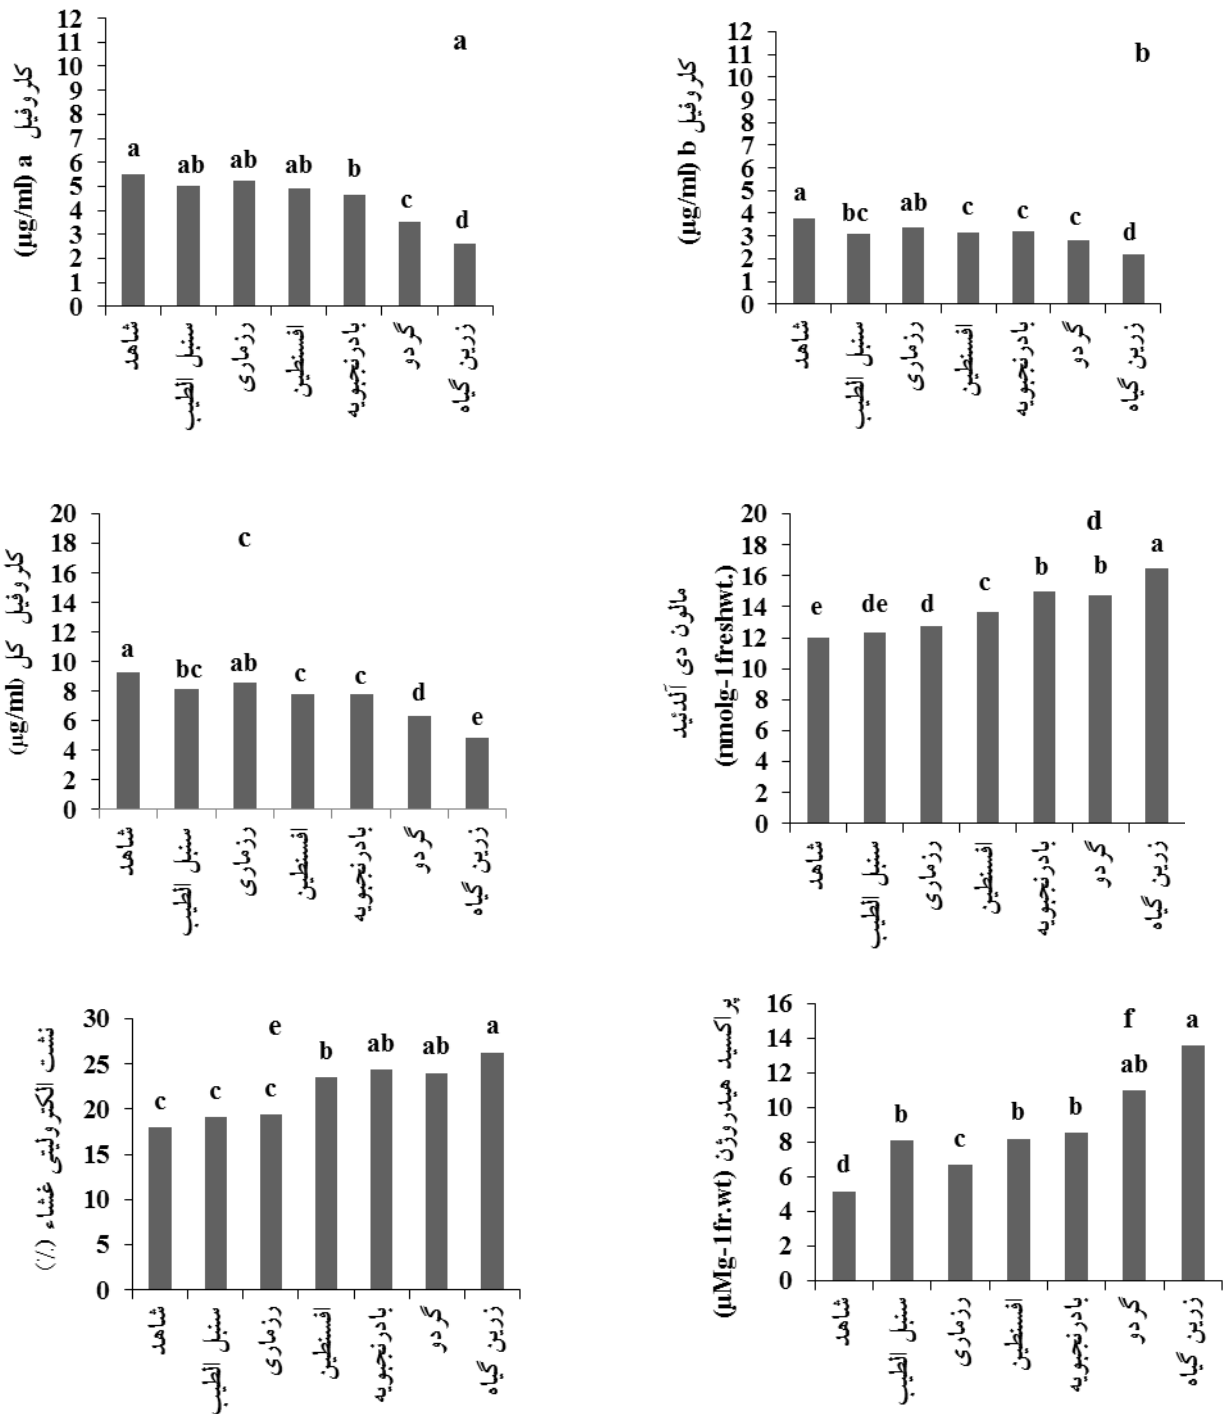 کلروفیل a (µg/ml)
12
11
10
9
8
7
6
5
4
3
2
1
0
a
a
ab
ab
ab
b
c
d
شاهد
سنبل الطیب
رزماری
افسنطین
بادرنجبویه
گردو
زرین گیاه
کلروفیل b (µg/ml)
12
11
10
9
8
7
6
5
4
3
2
1
0
b
a
bc
ab
c
c
c
d
شاهد
سنبل الطیب
رزماری
افسنطین
بادرنجبویه
گردو
زرین گیاه
کلروفیل کل (µg/ml)
20
18
16
14
12
10
8
6
4
2
0
c
a
bc
ab
c
c
d
e
شاهد
سنبل الطیب
رزماری
افسنطین
بادرنجبویه
گردو
زرین گیاه
مالون دی آلدئید
(nmolg-1freshwt.)
20
18
16
14
12
10
8
6
4
2
0
d
e
de
d
c
b
b
a
شاهد
سنبل الطیب
رزماری
افسنطین
بادرنجبویه
گردو
زرین گیاه
نشت الکترولیتی غشاء (٪)
30
25
20
15
10
5
0
e
c
c
c
b
ab
ab
a
شاهد
سنبل الطیب
رزماری
افسنطین
بادرنجبویه
گردو
زرین گیاه
پراکسید هیدروژن (µMg-1fr.wt)
16
14
12
10
8
6
4
2
0
f
d
b
c
b
b
ab
a
شاهد
سنبل الطیب
رزماری
افسنطین
بادرنجبویه
گردو
زرین گیاه